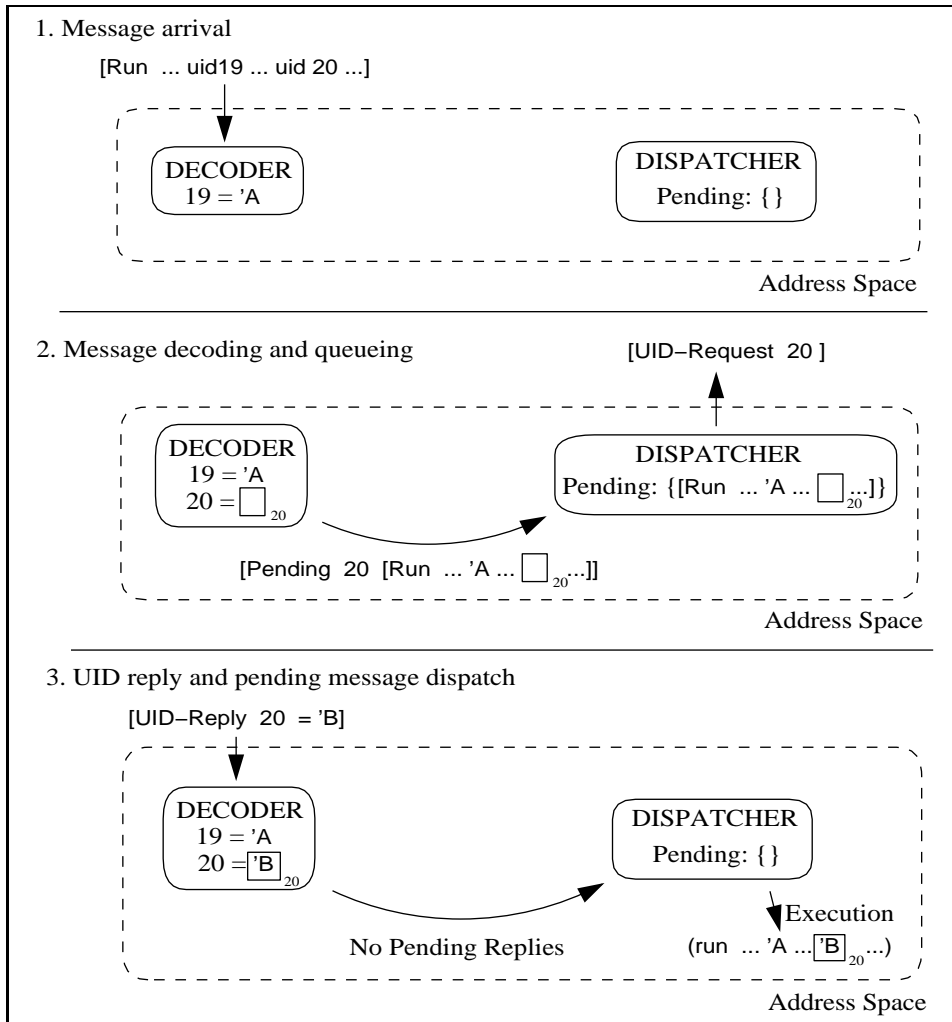 1. Message arrival
[Run ... uid19 ... uid 20 ...]
DECODER
19 = 'A
DISPATCHER
Pending: {}
Address Space
2. Message decoding and queueing
[UID−Request 20 ]
DECODER
19 = 'A
20 = 20
DISPATCHER
Pending: {[Run ... 'A ... 20...]}
[Pending 20 [Run ... 'A ... 20...]]
Address Space
3. UID reply and pending message dispatch
[UID−Reply 20 = 'B]
DECODER
19 = 'A
20 = 'B 20
DISPATCHER
Pending: {}
No Pending Replies
Execution
(run ... 'A ... 'B 20...)
Address Space